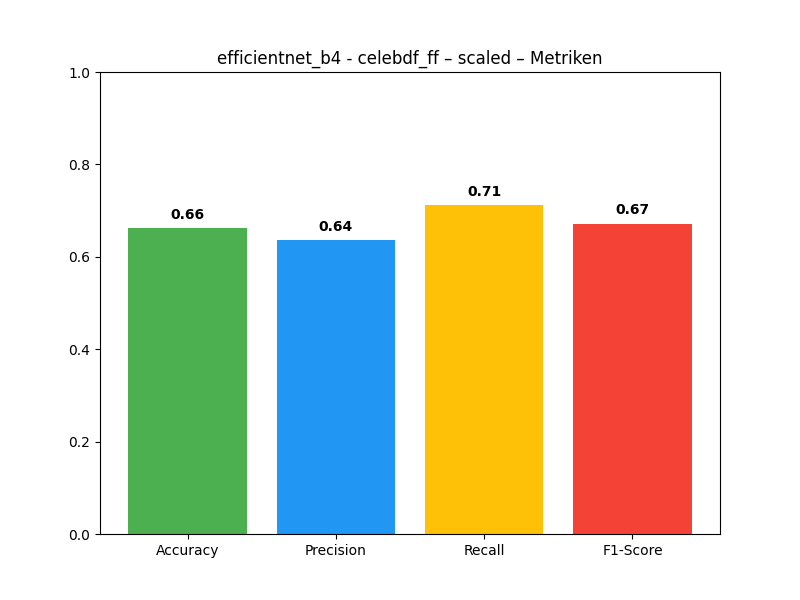 efficientnet_b4 - celebdf_ff – scaled – Metriken
1.0
0.8
0.6
0.4
0.2
0.0
0.66
0.64
0.71
0.67
Accuracy
Precision
Recall
F1-Score